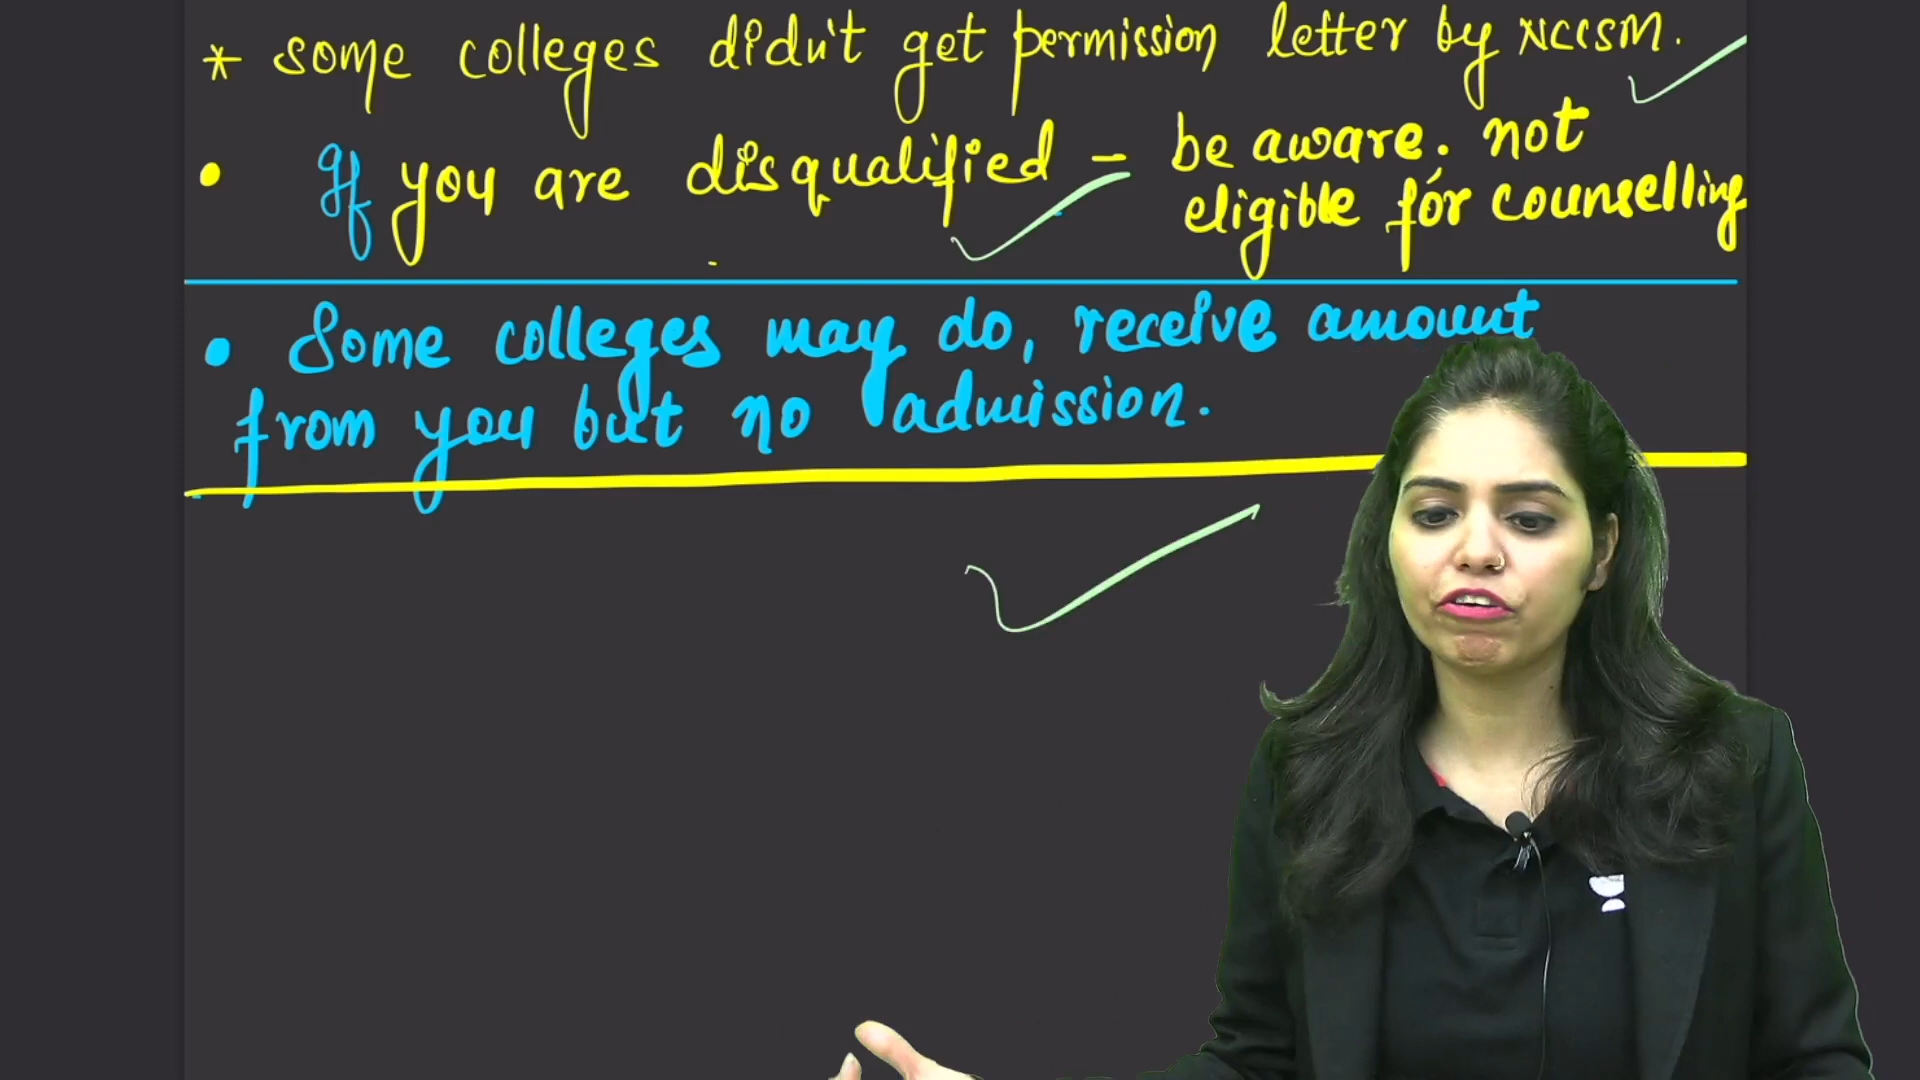 * Some colleges didn't get permission letter by NCISM.
• If you are disqualified - be aware. not
eligible for counselling
• Some colleges may do, receive amount
from you but no admission.